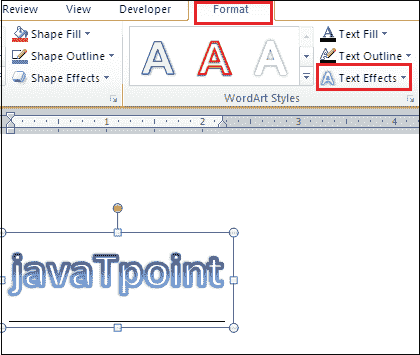 Review View Developer Format
Shape Fill Text Fill
Shape Outline A A A Text Outline
Shape Effects Text Effects
WordArt Styles
1 2 3 4
javaTpoint